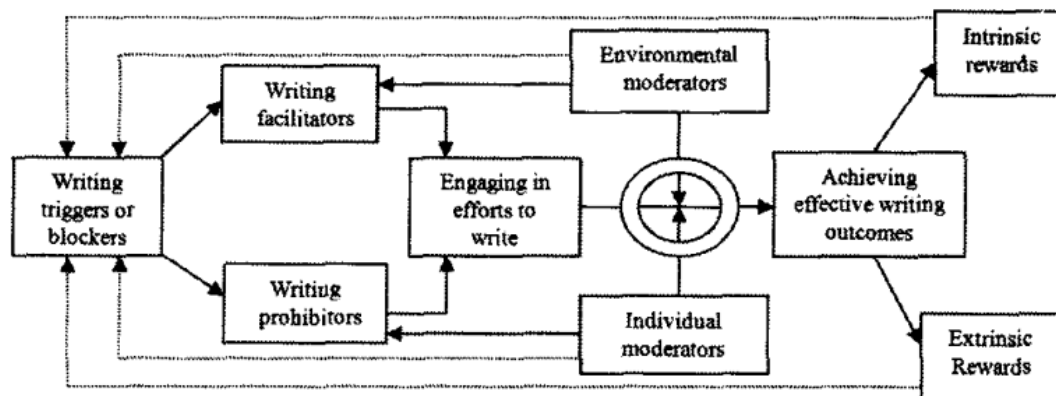 Environmental
moderators
Intrinsic
rewards
Writing
facilitators
Writing
triggers or
blockers
Engaging in
efforts to
write
Achieving
effective writing
outcomes
Writing
prohibitors
Individual
moderators
Extrinsic
Rewards